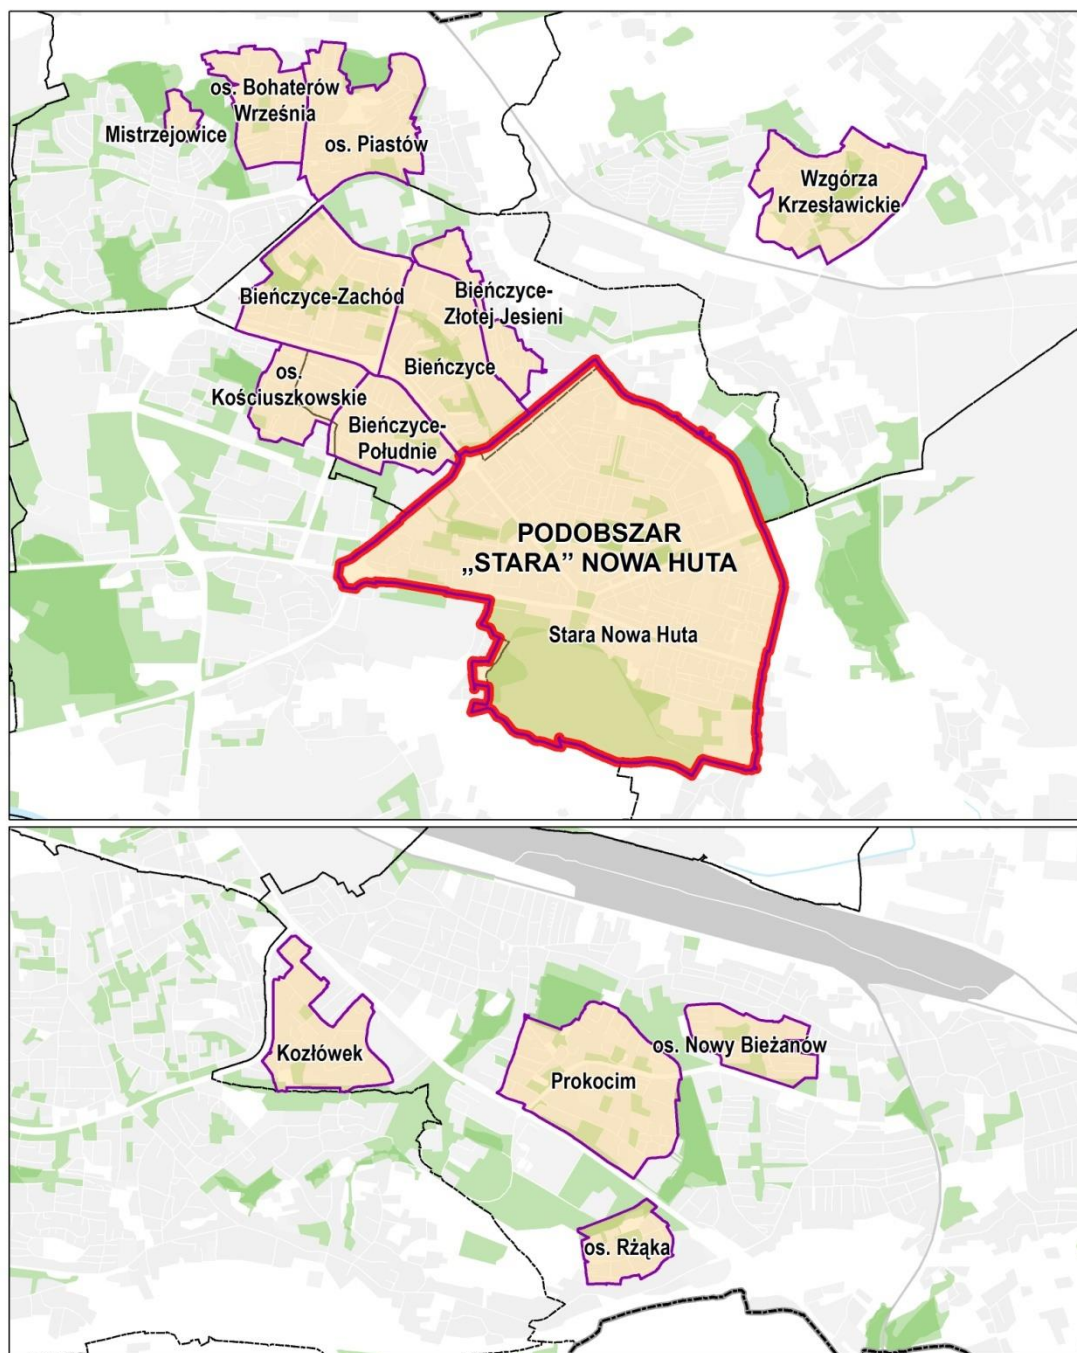 os. Bohaterów
Wrześnía
Mistrzejowice
os. Piastów
Wzgórza
Krzesławickie
Bieńczyce-Zachód
Bieńczyce-
Złotej Jesieni
Bieńczyce
os.
Kościuszkowskie
Bieńczyce-
Południe
PODOBSZAR
„STARA” NOWA HUTA
Stara Nowa Huta
Kozłówek
os. Nowy Bieżanów
Prokocim
os. Rżąka